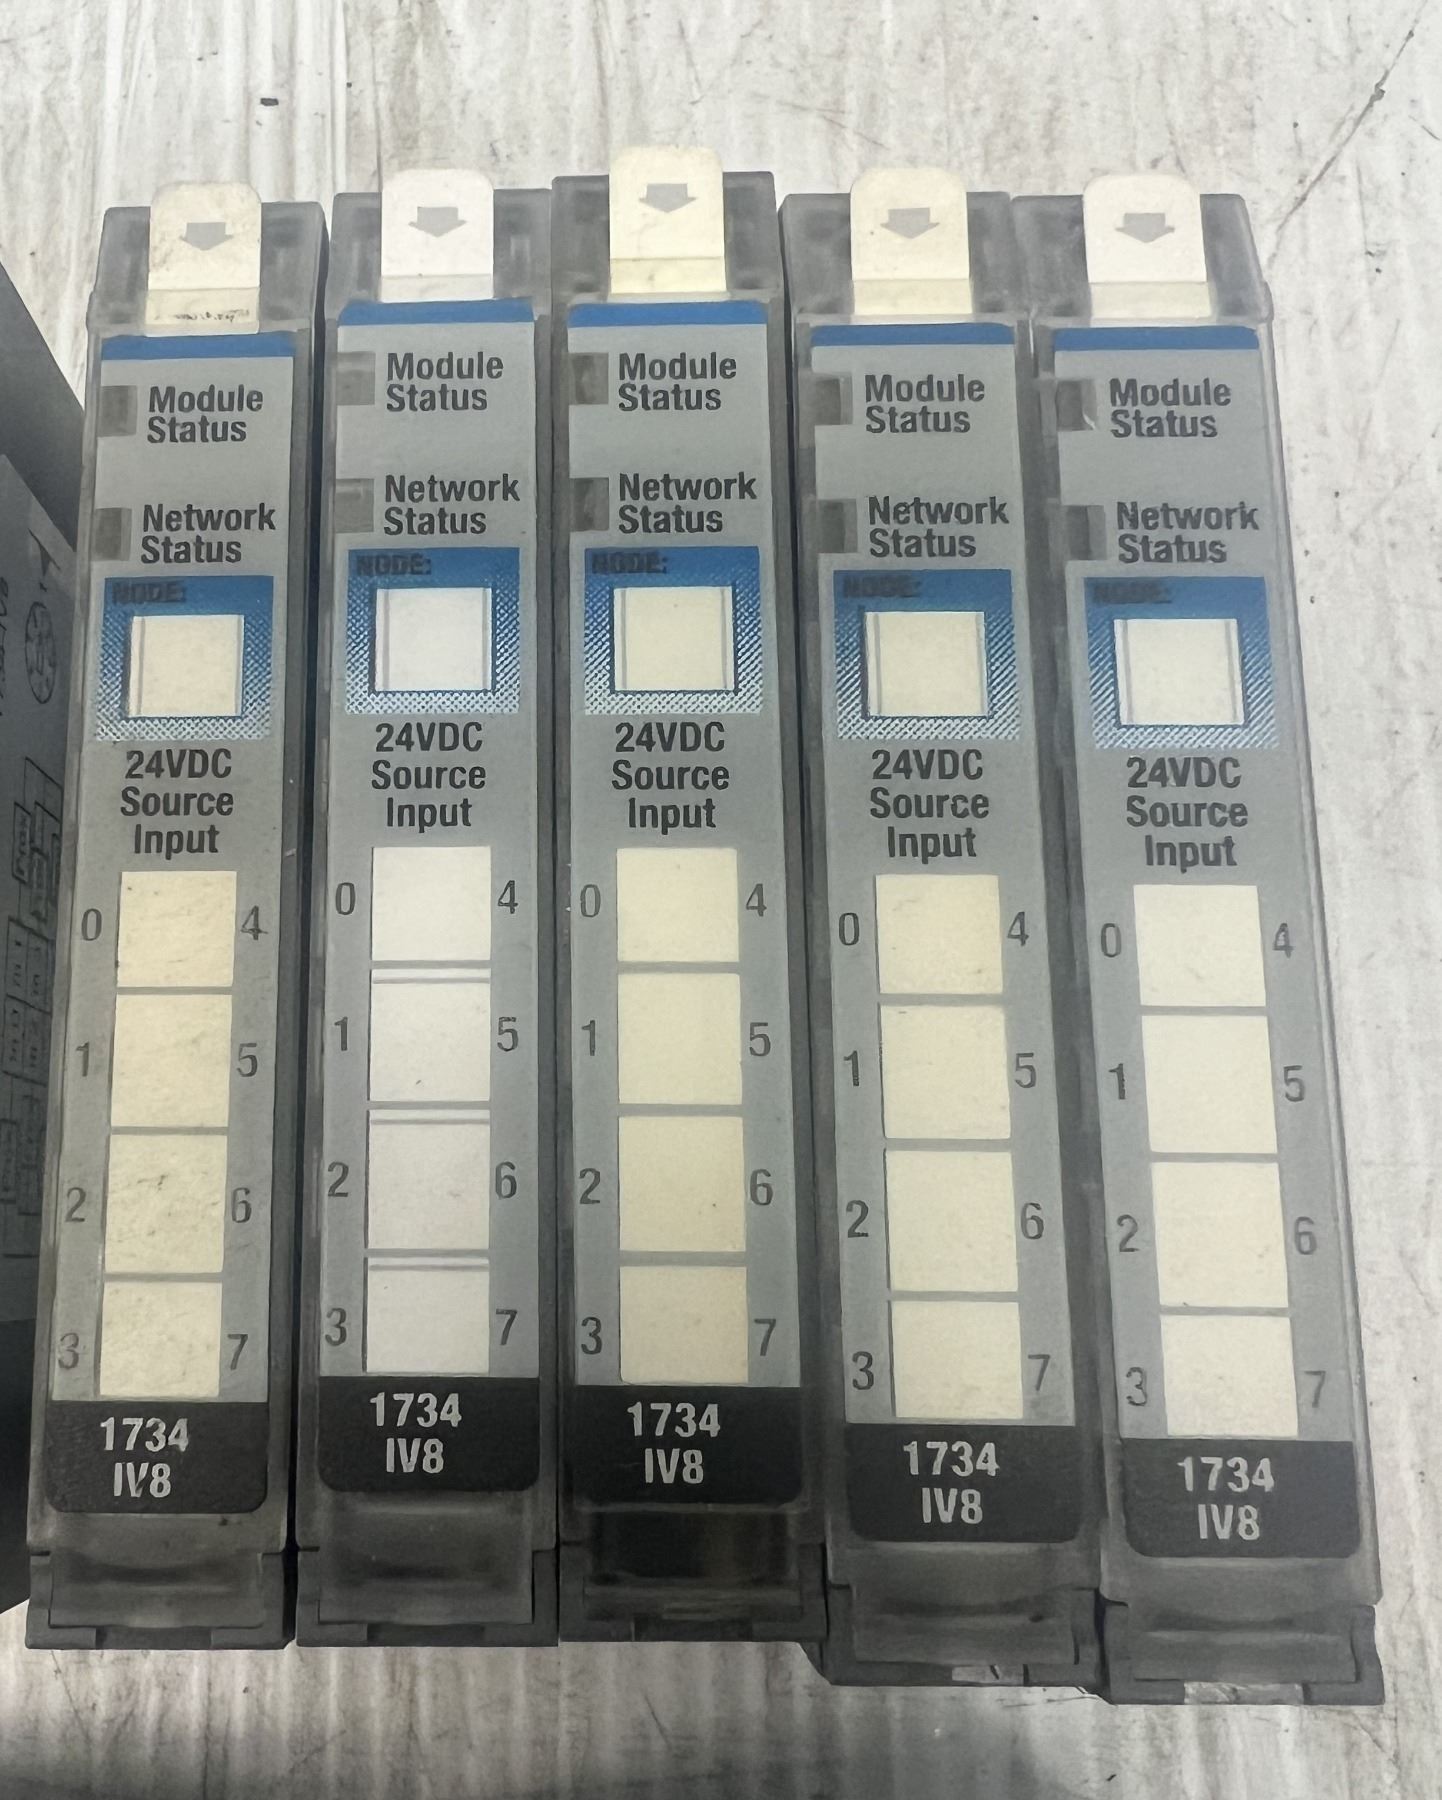 Module
Status
Network
Status
NODE:
24VDC
Source
Input
0 4
1 5
2 6
3 7
1734
IV8
Module
Status
Network
Status
NODE:
24VDC
Source
Input
0 4
1 5
2 6
3 7
1734
IV8
Module
Status
Network
Status
NODE:
24VDC
Source
Input
0 4
1 5
2 6
3 7
1734
IV8
Module
Status
Network
Status
NODE:
24VDC
Source
Input
0 4
1 5
2 6
3 7
1734
IV8
Module
Status
Network
Status
NODE:
24VDC
Source
Input
0 4
1 5
2 6
3 7
1734
IV8